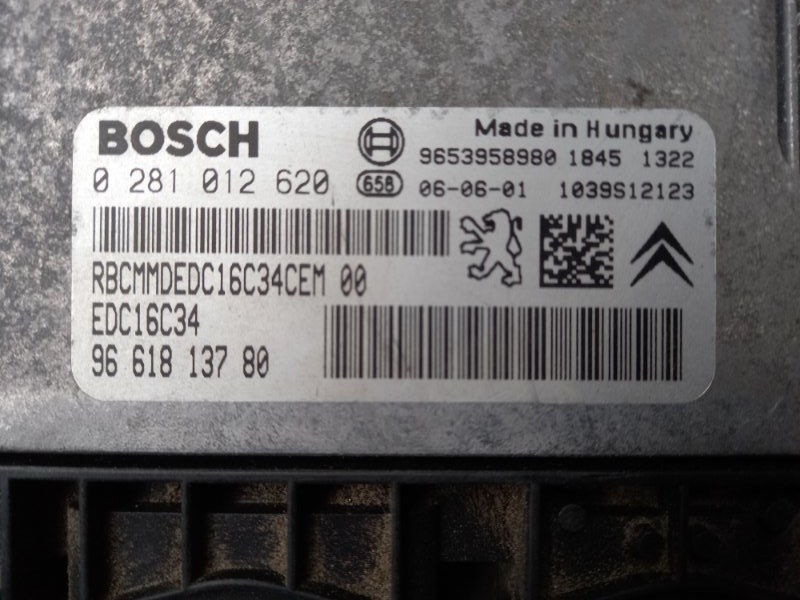 BOSCH
Made in Hungary
9653958980 1845 1322
0 281 012 620
658
06-06-01 1039S12123
RBCMMDEDC16C34CEM 00
EDC16C34
96 618 137 80